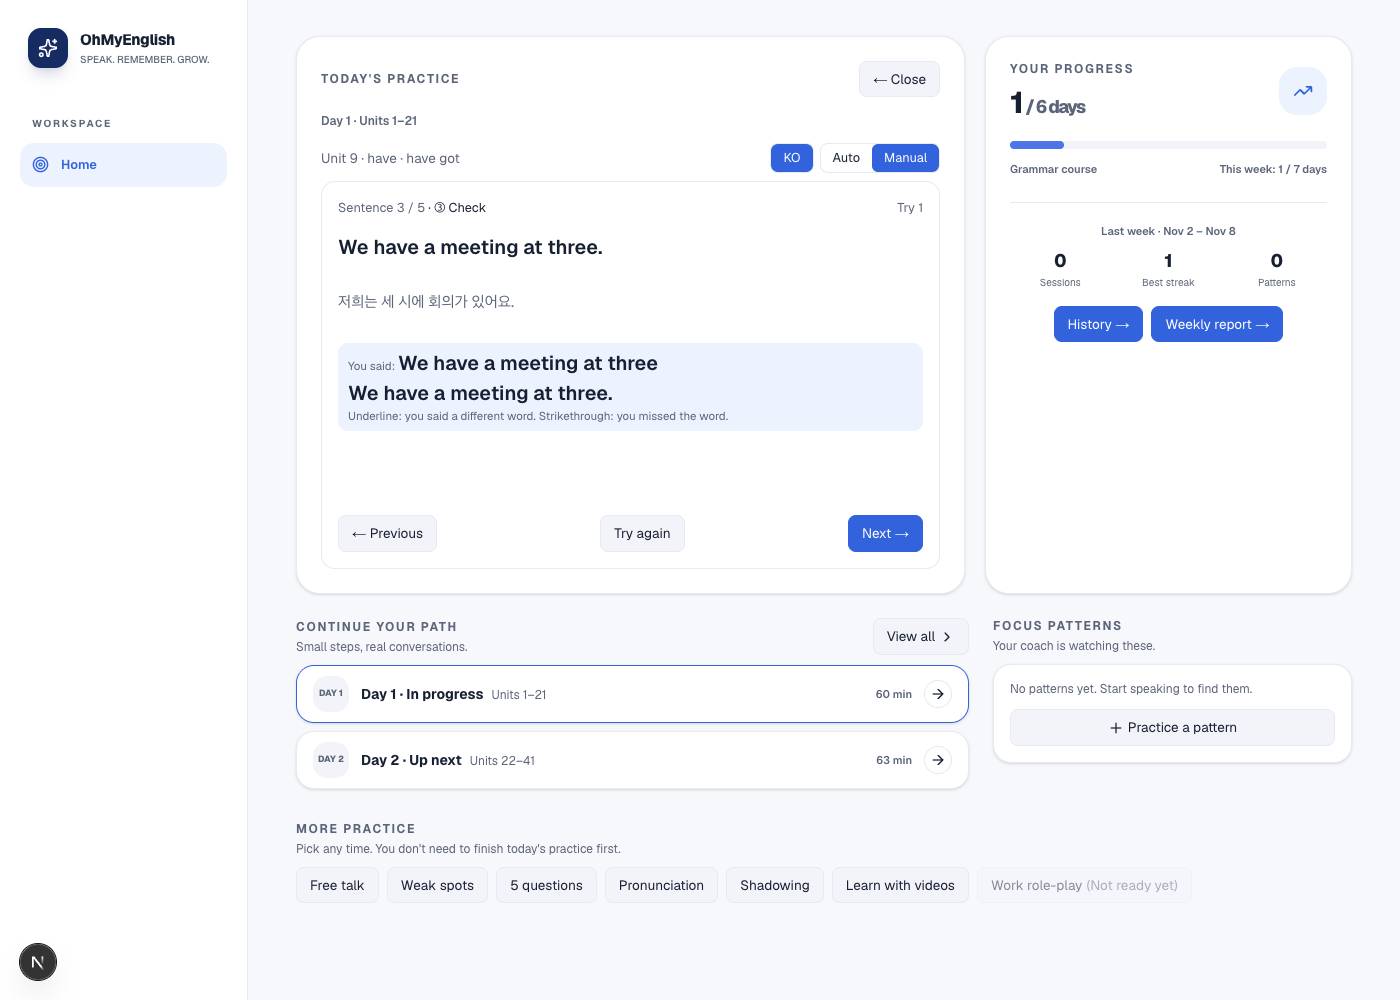 OhMyEnglish
SPEAK. REMEMBER. GROW.
WORKSPACE
Home
TODAY'S PRACTICE
← Close
Day 1 · Units 1–21
Unit 9 · have · have got
KO
Auto
Manual
Sentence 3 / 5 · ③ Check
Try 1
We have a meeting at three.
저희는 세 시에 회의가 있어요.
You said: We have a meeting at three
We have a meeting at three.
Underline: you said a different word. Strikethrough: you missed the word.
← Previous
Try again
Next →
YOUR PROGRESS
1 / 6 days
Grammar course
This week: 1 / 7 days
Last week · Nov 2 – Nov 8
0
1
0
Sessions
Best streak
Patterns
History →
Weekly report →
CONTINUE YOUR PATH
Small steps, real conversations.
View all
DAY 1
Day 1 · In progress Units 1–21
60 min
DAY 2
Day 2 · Up next Units 22–41
63 min
FOCUS PATTERNS
Your coach is watching these.
No patterns yet. Start speaking to find them.
+ Practice a pattern
MORE PRACTICE
Pick any time. You don't need to finish today's practice first.
Free talk
Weak spots
5 questions
Pronunciation
Shadowing
Learn with videos
Work role-play (Not ready yet)
N